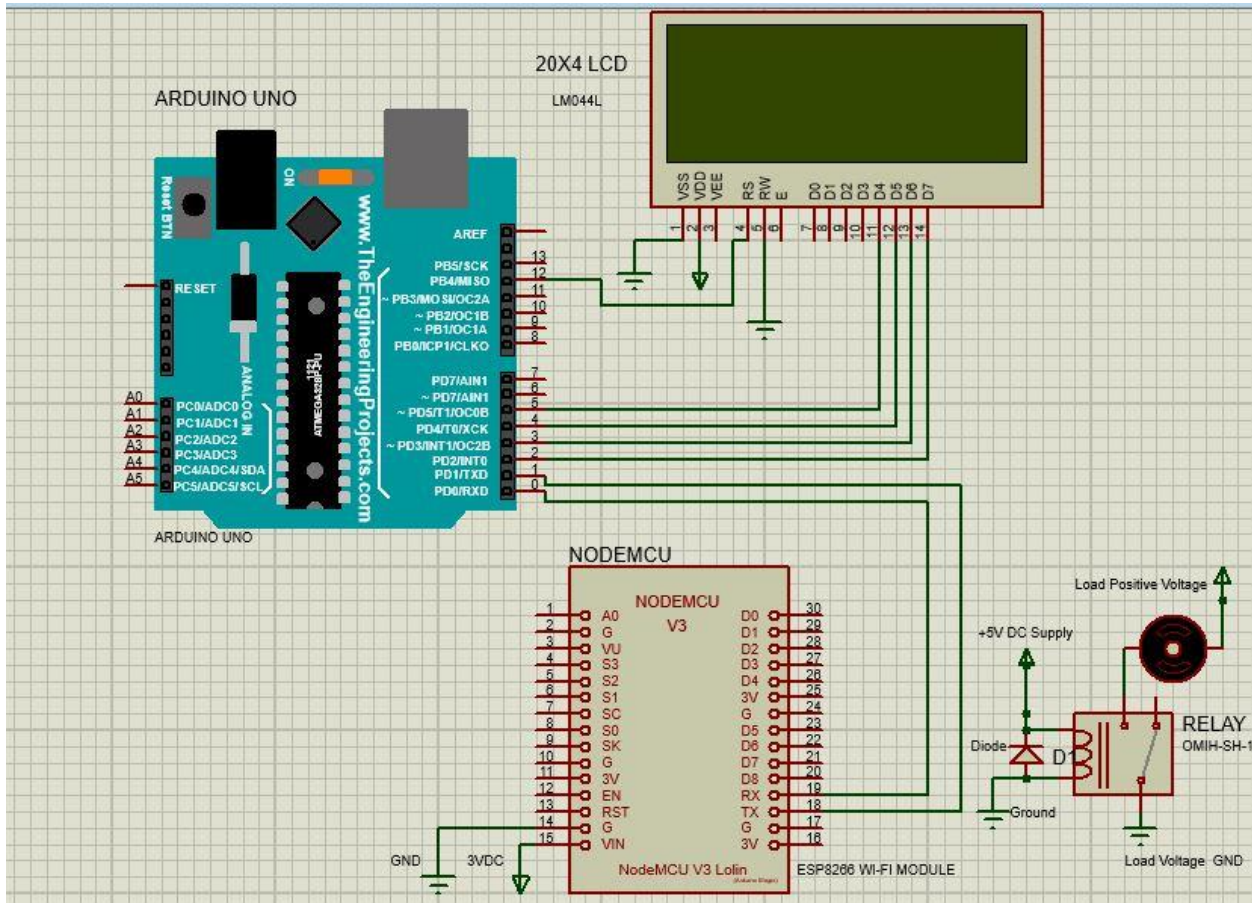 20X4 LCD
LM044L
VSS
VDD
VEE
RS
RW
E
D0
D1
D2
D3
D4
D5
D6
D7
1
2
3
4
5
6
7
8
9
10
11
12
13
14
ARDUINO UNO
Reset BTN
ON
www.TheEngineeringProjects.com
RESET
ANALOG IN
1121
ATMEGA328P-PU
AREF
PB5/SCK 13
PB4/MISO 12
~ PB3/MOSI/OC2A 11
~ PB2/OC1B 10
~ PB1/OC1A 9
PB0/ICP1/CLKO 8
PD7/AIN1 7
~ PD7/AIN1 6
~ PD5/T1/OC0B 5
PD4/T0/XCK 4
~ PD3/INT1/OC2B 3
PD2/INT0 2
PD1/TXD 1
PD0/RXD 0
A0 PC0/ADC0
A1 PC1/ADC1
A2 PC2/ADC2
A3 PC3/ADC3
A4 PC4/ADC4/SDA
A5 PC5/ADC5/SCL
ARDUINO UNO
NODEMCU
NODEMCU
V3
1 A0
2 G
3 VU
4 S3
5 S2
6 S1
7 SC
8 S0
9 SK
10 G
11 3V
12 EN
13 RST
14 G
15 VIN
D0 30
D1 29
D2 28
D3 27
D4 26
3V 25
G 24
D5 23
D6 22
D7 21
D8 20
RX 19
TX 18
G 17
3V 16
GND
3VDC
NodeMCU V3 Lolin
ESP8266 WI-FI MODULE
Load Positive Voltage
+5V DC Supply
RELAY
OMIH-SH-1
Diode
D1
Ground
Load Voltage GND